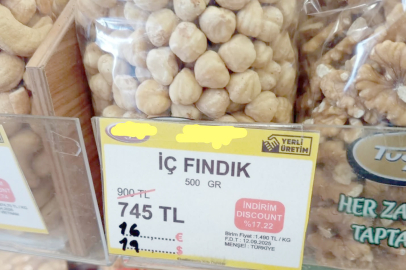 YERLİ
ÜRETİM
İÇ FINDIK
500 GR
900 TL
745 TL
İNDİRİM
DISCOUNT
%17.22
16 €
19 $
Birim Fiyat : 1.490 TL / KG
F.D.T : 12.09.2025
MENŞEİ : TÜRKİYE
HER ZA
TAPTA